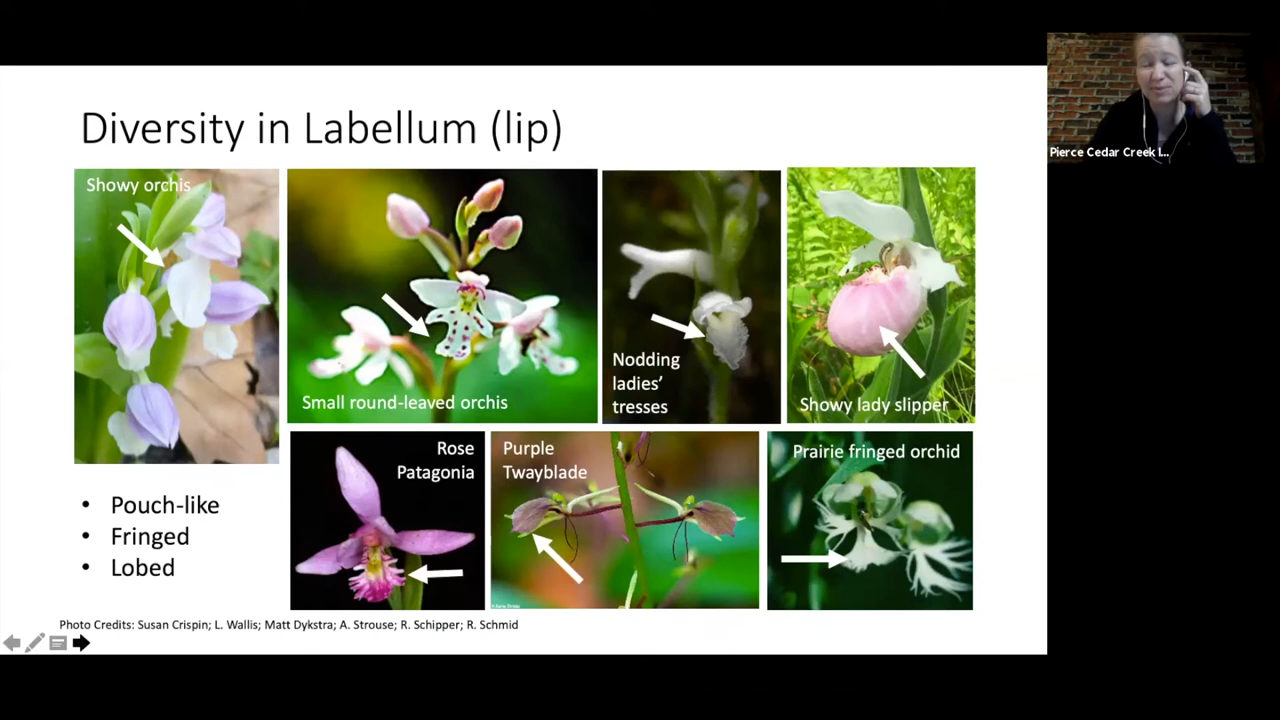 Diversity in Labellum (lip)
Showy orchis
Small round-leaved orchis
Nodding
ladies'
tresses
Showy lady slipper
Rose
Patagonia
Purple
Twayblade
Prairie fringed orchid
• Pouch-like
• Fringed
• Lobed
Photo Credits: Susan Crispin; L. Wallis; Matt Dykstra; A. Strouse; R. Schipper; R. Schmid
Pierce Cedar Creek I...